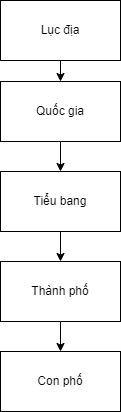 Lục địa
Quốc gia
Tiểu bang
Thành phố
Con phố